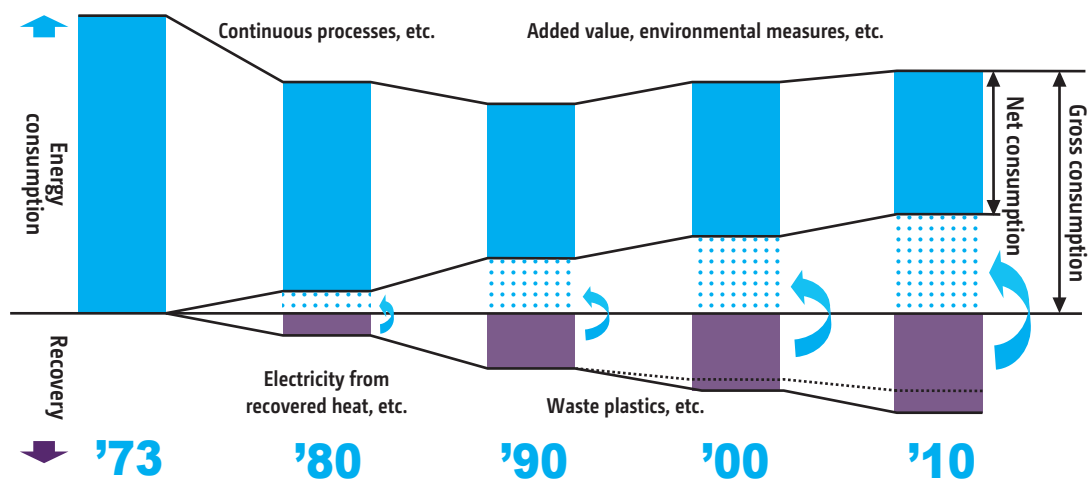 Continuous processes, etc.
Added value, environmental measures, etc.
Energy
consumption
Net consumption
Gross consumption
Recovery
Electricity from
recovered heat, etc.
Waste plastics, etc.
’73
’80
’90
’00
’10